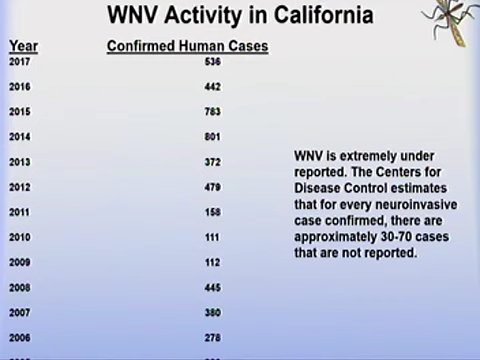 WNV Activity in California
Year Confirmed Human Cases
2017 536
2016 442
2015 783
2014 801
2013 372
2012 479
2011 158
2010 111
2009 112
2008 445
2007 380
2006 278
WNV is extremely under
reported. The Centers for
Disease Control estimates
that for every neuroinvasive
case confirmed, there are
approximately 30-70 cases
that are not reported.